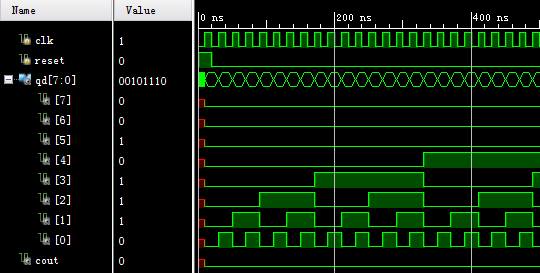 Name Value 0 ns 200 ns 400 ns
clk 1
reset 0
qd[7:0] 00101110
[7] 0
[6] 0
[5] 1
[4] 0
[3] 1
[2] 1
[1] 1
[0] 0
cout 0